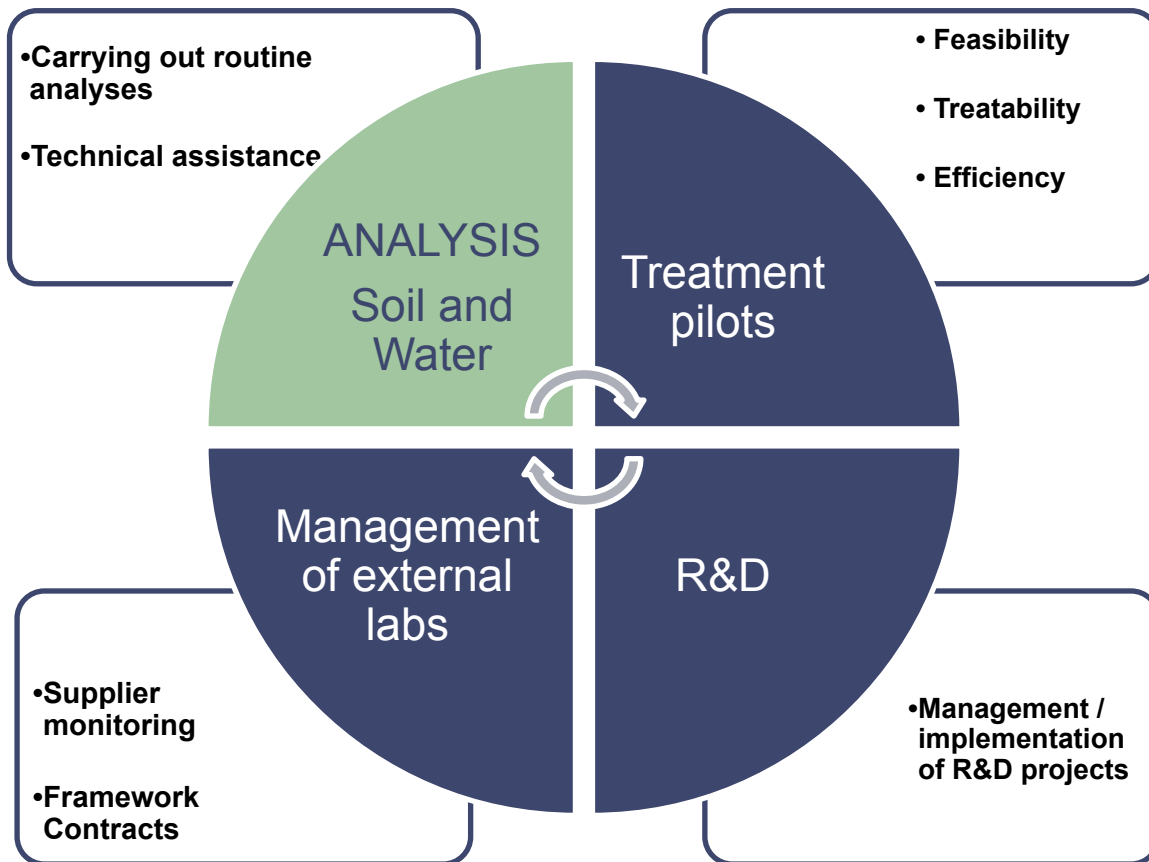 •Carrying out routine
analyses
•Technical assistance
• Feasibility
• Treatability
• Efficiency
ANALYSIS
Soil and
Water
Treatment
pilots
Management
of external
labs
R&D
•Supplier
monitoring
•Framework
Contracts
•Management /
implementation
of R&D projects